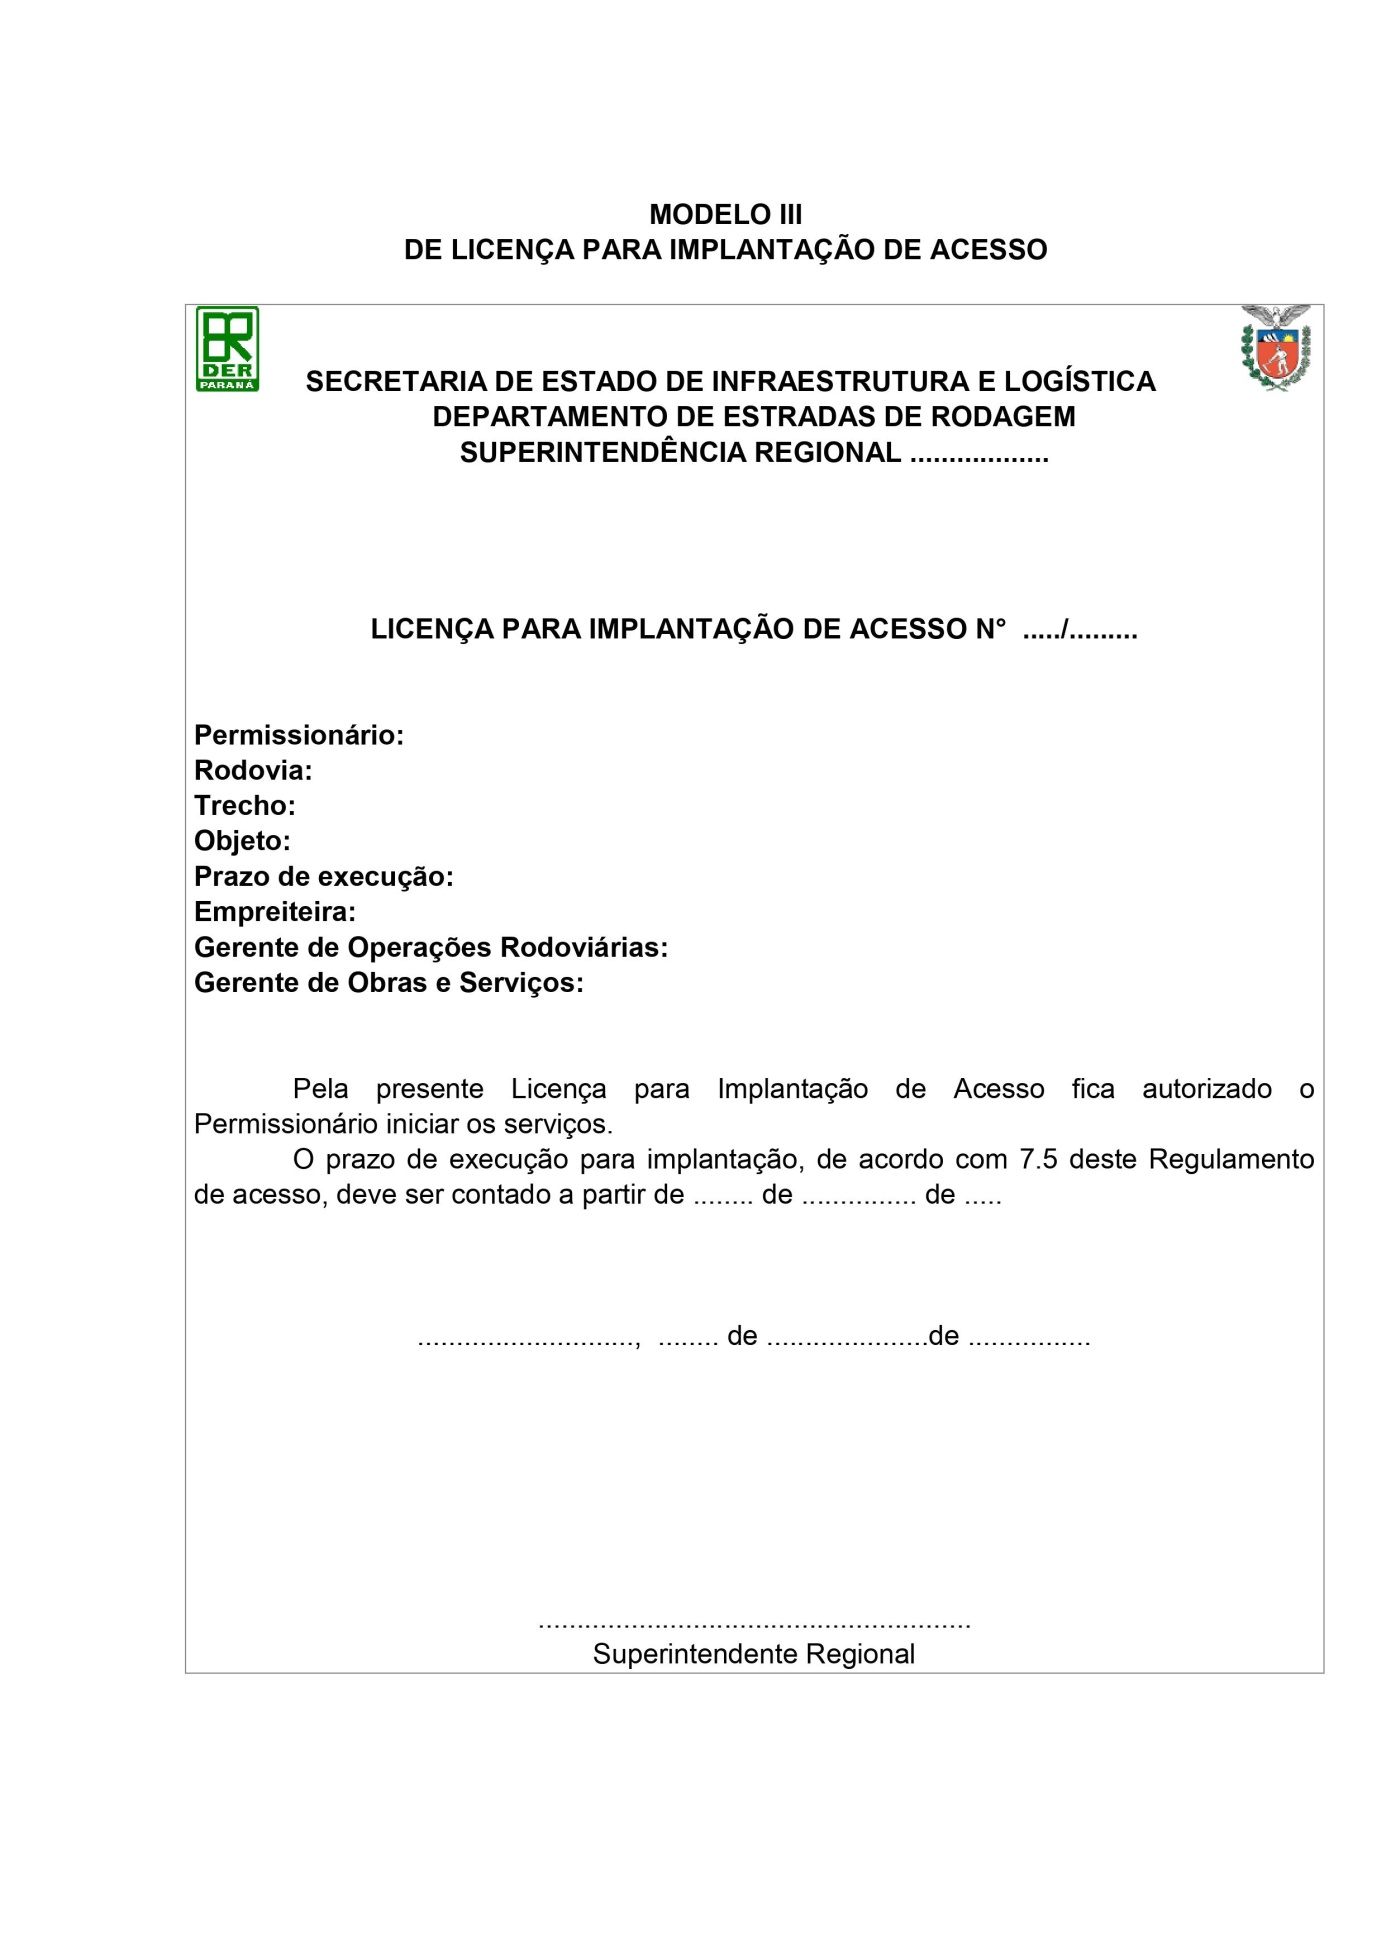 MODELO III
DE LICENÇA PARA IMPLANTAÇÃO DE ACESSO
DER
PARANÁ
SECRETARIA DE ESTADO DE INFRAESTRUTURA E LOGÍSTICA
DEPARTAMENTO DE ESTRADAS DE RODAGEM
SUPERINTENDÊNCIA REGIONAL ..................
LICENÇA PARA IMPLANTAÇÃO DE ACESSO N° ...../.........
Permissionário:
Rodovia:
Trecho:
Objeto:
Prazo de execução:
Empreiteira:
Gerente de Operações Rodoviárias:
Gerente de Obras e Serviços:
Pela presente Licença para Implantação de Acesso fica autorizado o
Permissionário iniciar os serviços.
O prazo de execução para implantação, de acordo com 7.5 deste Regulamento
de acesso, deve ser contado a partir de ........ de ............... de .....
............................, ........ de .....................de ................
........................................................
Superintendente Regional